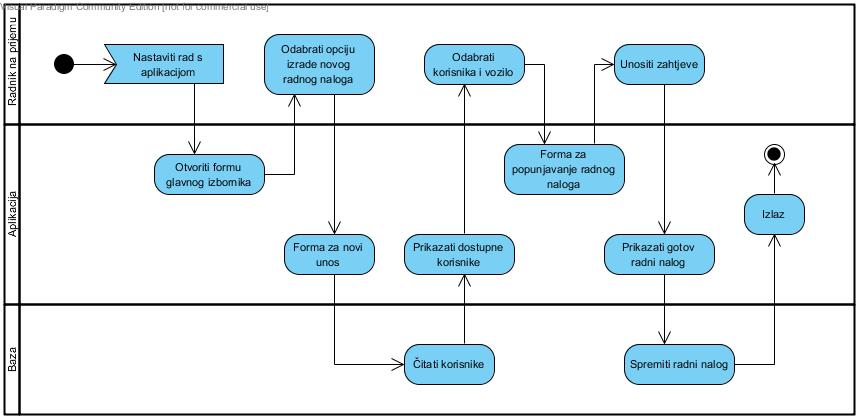 Visual Paradigm Community Edition [not for commercial use]
Radnik na prijemu
Nastaviti rad s
aplikacijom
Odabrati opciju
izrade novog
radnog naloga
Odabrati
korisnika i vozilo
Unositi zahtjeve
Aplikacija
Otvoriti formu
glavnog izbornika
Forma za
popunjavanje radnog
naloga
Izlaz
Forma za novi
unos
Prikazati dostupne
korisnike
Prikazati gotov
radni nalog
Baza
Čitati korisnike
Spremiti radni nalog